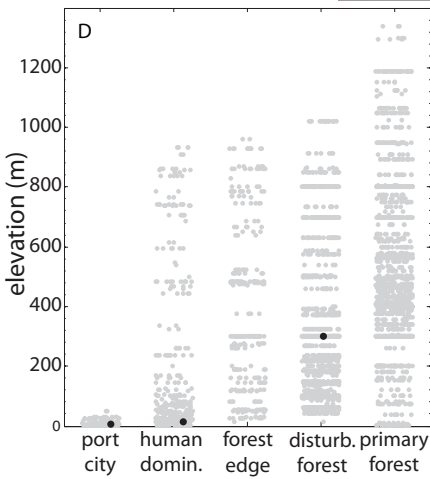 D
elevation (m)
1200
1000
800
600
400
200
0
port human forest disturb. primary
city domin. edge forest forest